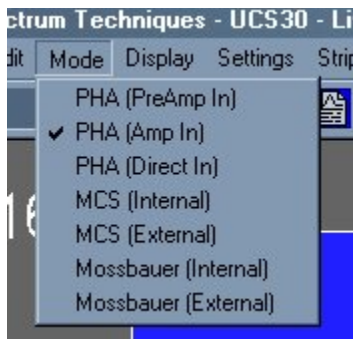 ctrum Techniques - UCS30 - Li
dit Mode Display Settings Strip
PHA (PreAmp In)
✔ PHA (Amp In)
PHA (Direct In)
MCS (Internal)
MCS (External)
Mossbauer (Internal)
Mossbauer (External)
16